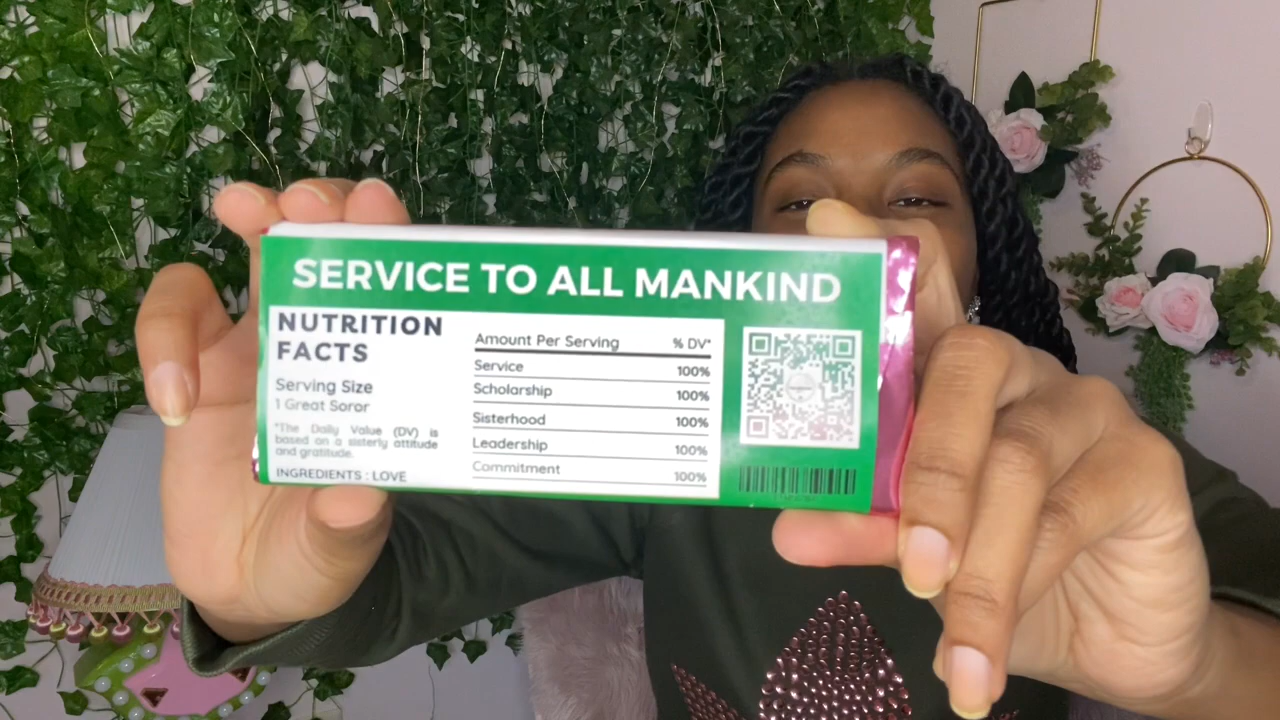 SERVICE TO ALL MANKIND
NUTRITION
FACTS
Serving Size
1 Great Soror
*The Daily Value (DV) is
based on a sisterly attitude
and gratitude.
INGREDIENTS : LOVE
Amount Per Serving % DV*
Service 100%
Scholarship 100%
Sisterhood 100%
Leadership 100%
Commitment 100%